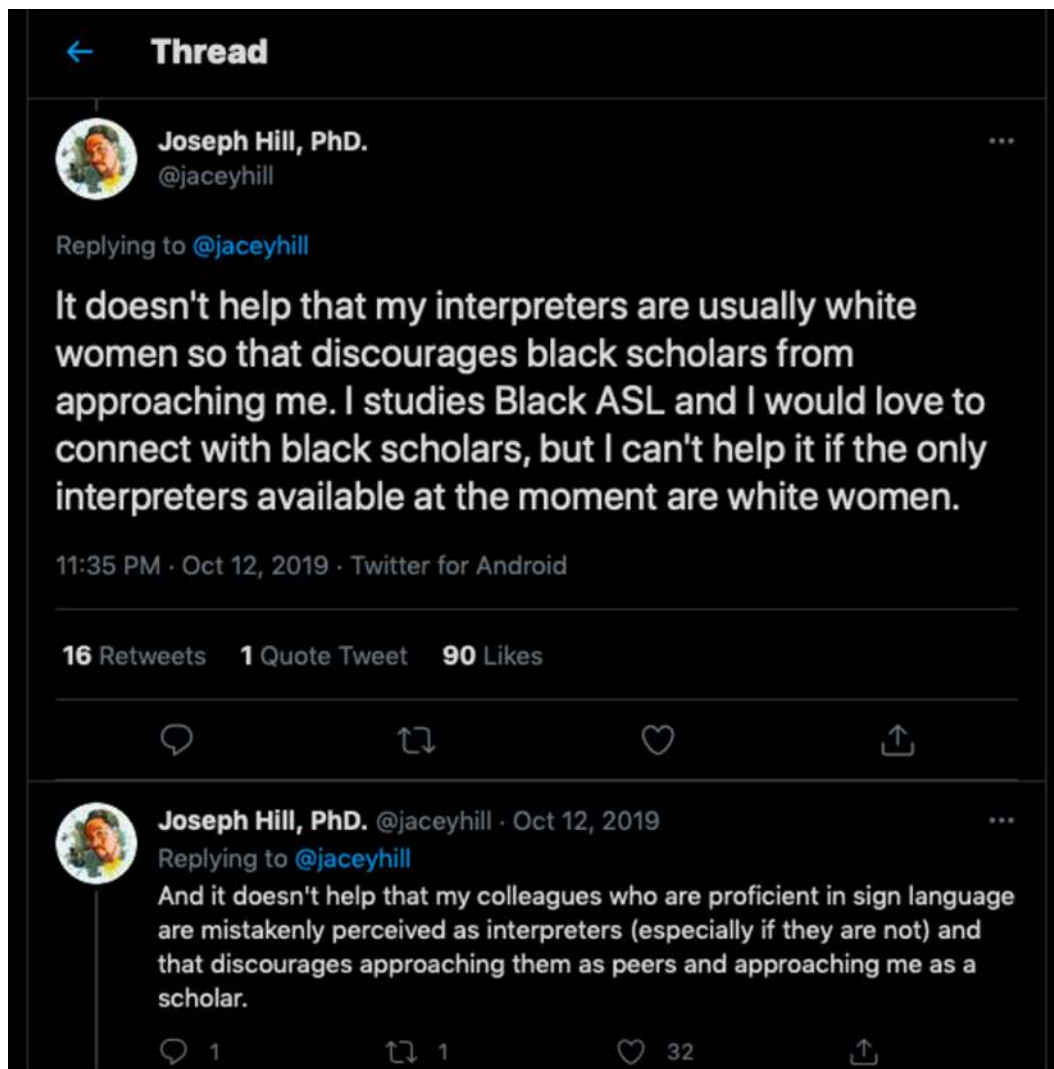 Thread
Joseph Hill, PhD.
@jaceyhill
Replying to @jaceyhill
It doesn't help that my interpreters are usually white
women so that discourages black scholars from
approaching me. I studies Black ASL and I would love to
connect with black scholars, but I can't help it if the only
interpreters available at the moment are white women.
11:35 PM · Oct 12, 2019 · Twitter for Android
16 Retweets 1 Quote Tweet 90 Likes
Joseph Hill, PhD. @jaceyhill · Oct 12, 2019
Replying to @jaceyhill
And it doesn't help that my colleagues who are proficient in sign language
are mistakenly perceived as interpreters (especially if they are not) and
that discourages approaching them as peers and approaching me as a
scholar.
1 1 32